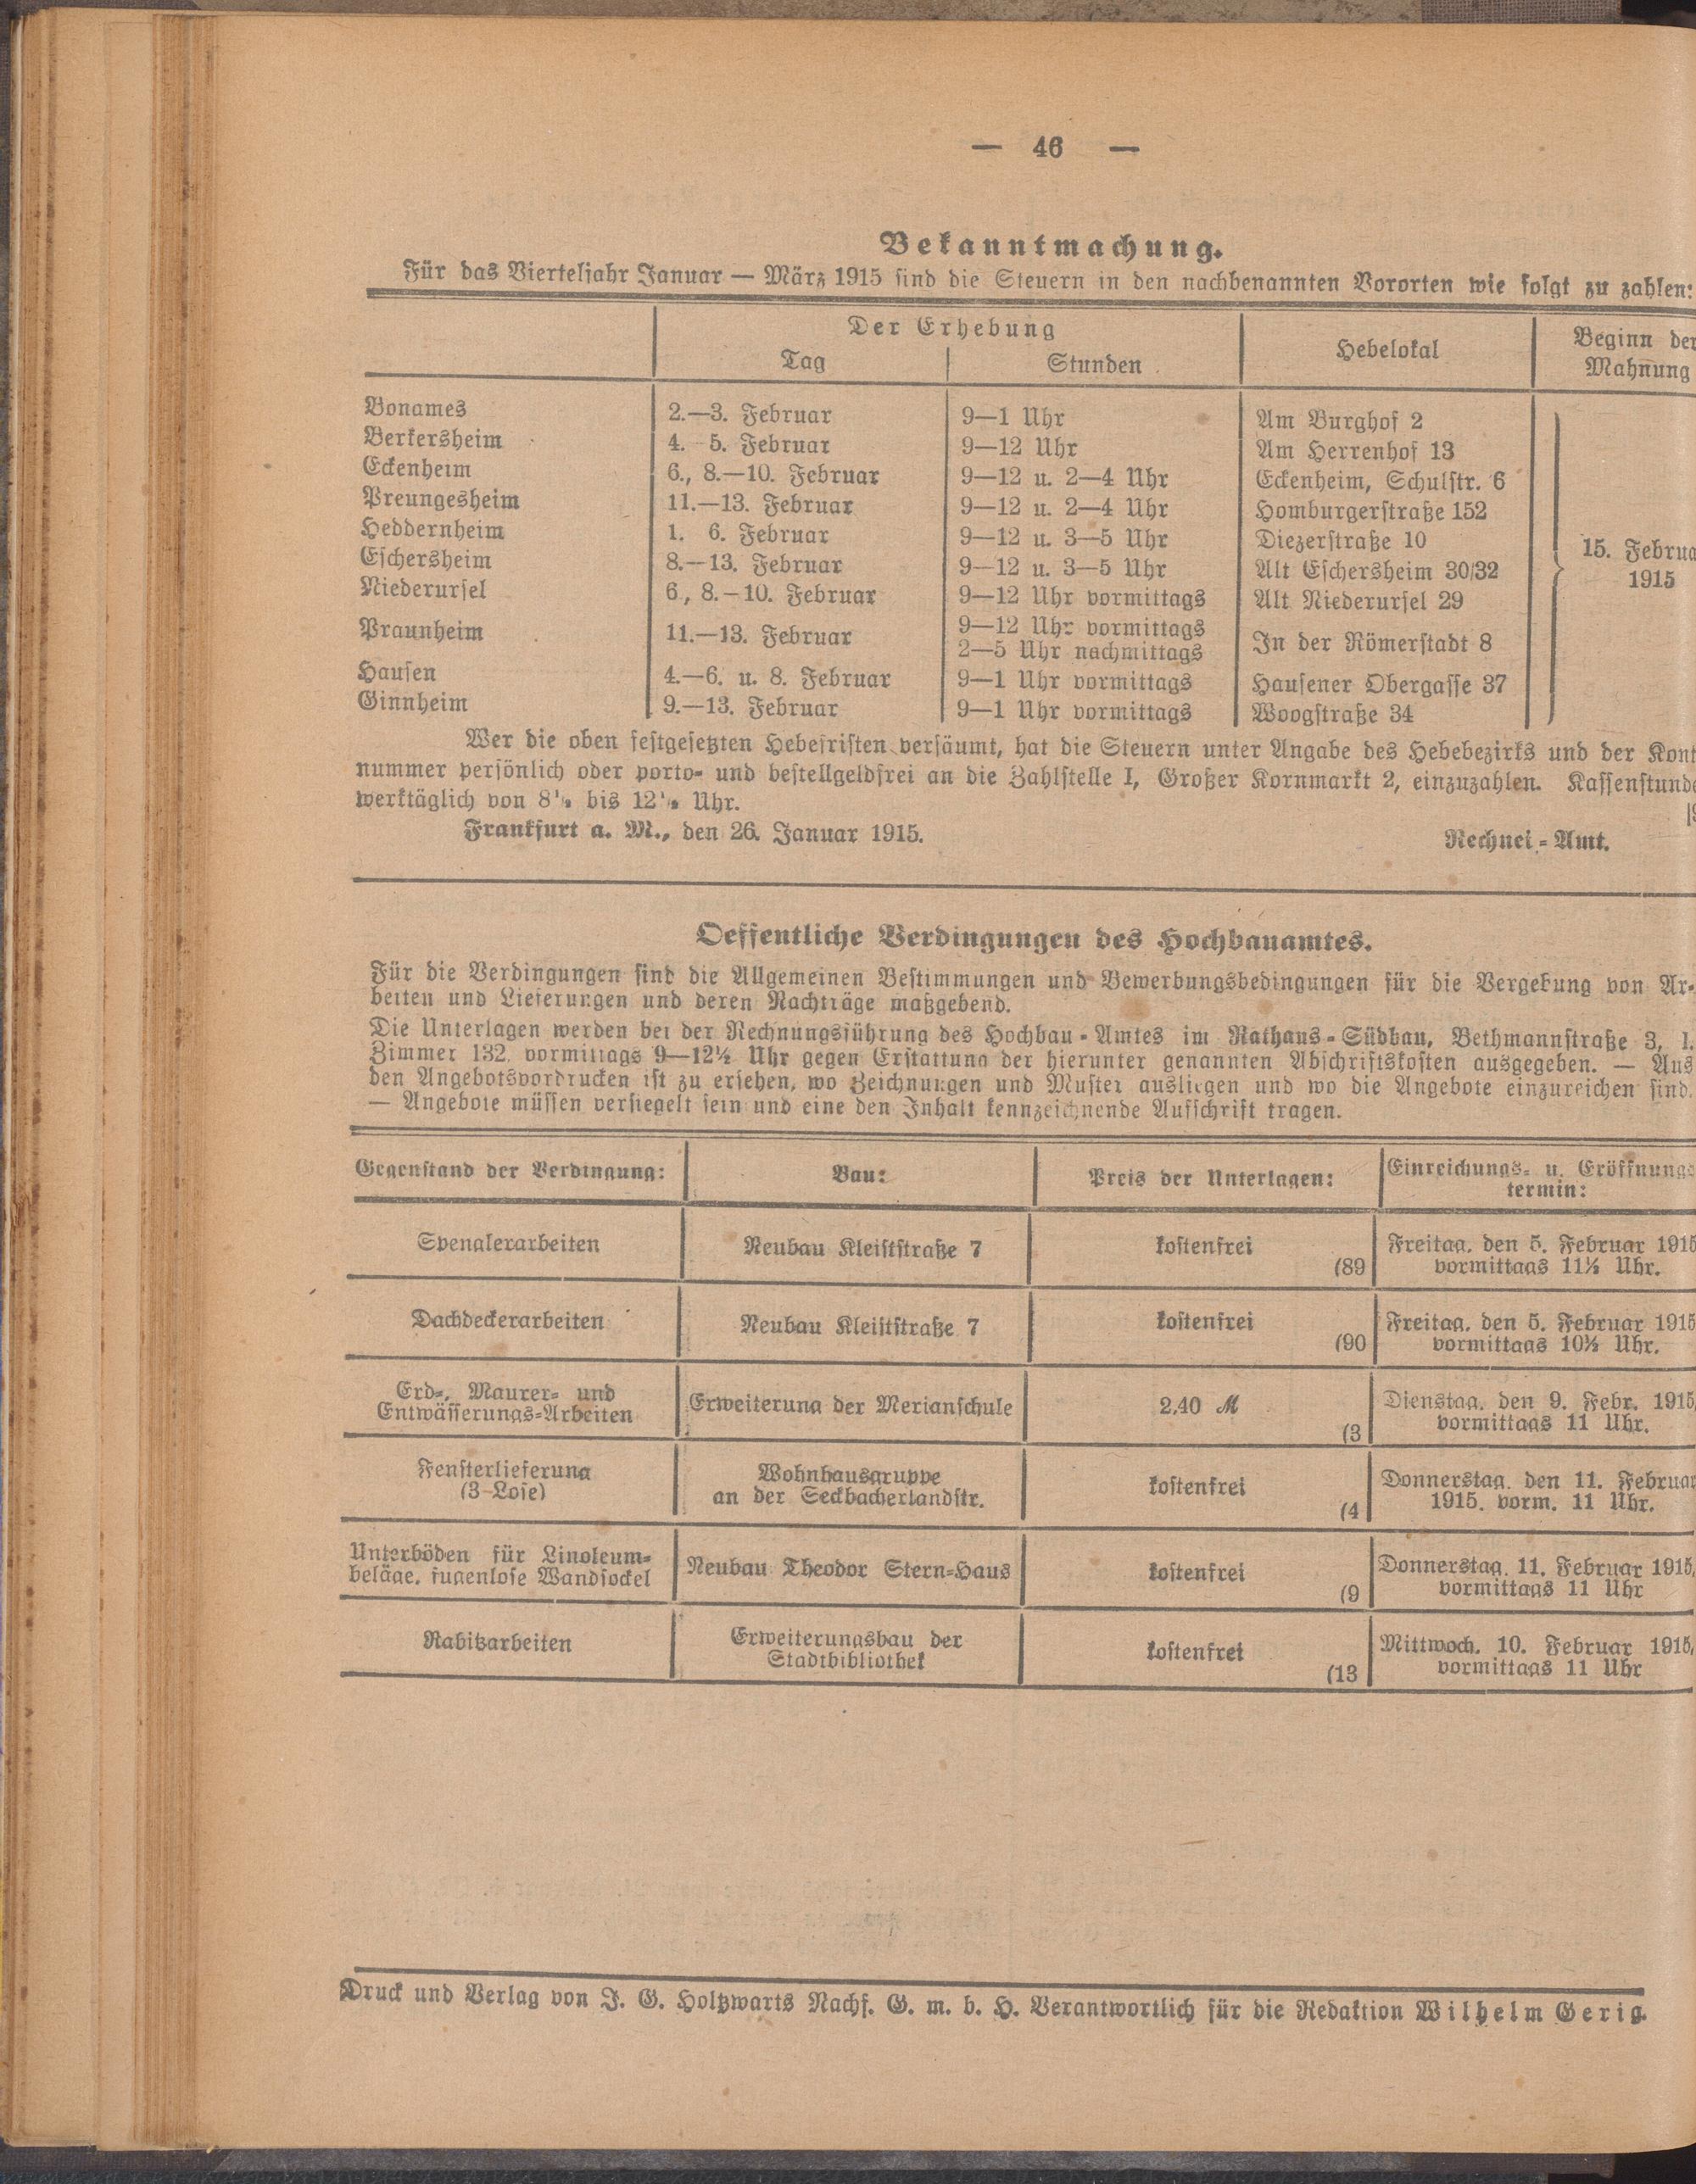 — 46 —
Bekanntmachung.
Für das Vierteljahr Januar — März 1915 sind die Steuern in den nachbenannten Vororten wie folgt zu zahlen:
Der Erhebung
Tag Stunden Hebelokal Beginn der
Mahnung
Bonames 2.—3. Februar 9—1 Uhr Am Burghof 2
Berkersheim 4. 5. Februar 9—12 Uhr Am Herrenhof 13
Eckenheim 6., 8.—10. Februar 9—12 u. 2—4 Uhr Eckenheim, Schulstr. 6
Preungesheim 11.—13. Februar 9—12 u. 2—4 Uhr Homburgerstraße 152
Heddernheim 1. 6. Februar 9—12 u. 3—5 Uhr Diezerstraße 10
Eschersheim 8.—13. Februar 9—12 u. 3—5 Uhr Alt Eschersheim 30/32
Niederursel 6., 8.—10. Februar 9—12 Uhr vormittags Alt Niederursel 29
Praunheim 11.—13. Februar 9—12 Uhr vormittags
2—5 Uhr nachmittags In der Römerstadt 8
Hausen 4.—6. u. 8. Februar 9—1 Uhr vormittags Hausener Obergasse 37
Ginnheim 9.—13. Februar 9—1 Uhr vormittags Woogstraße 34
15. Februa
1915
Wer die oben festgesetzten Hebefristen versäumt, hat die Steuern unter Angabe des Hebebezirks und der Kont
nummer persönlich oder porto- und bestellgeldfrei an die Zahlstelle I, Großer Kornmarkt 2, einzuzahlen. Kassenstunde
werktäglich von 8½ bis 12½ Uhr.
Frankfurt a. M., den 26. Januar 1915.
Rechnei-Amt.
Oeffentliche Verdingungen des Hochbauamtes.
Für die Verdingungen sind die Allgemeinen Bestimmungen und Bewerbungsbedingungen für die Vergebung von Ar-
beiten und Lieferungen und deren Nachträge maßgebend.
Die Unterlagen werden bei der Rechnungsführung des Hochbau-Amtes im Rathaus-Südbau, Bethmannstraße 3, I.
Zimmer 132, vormittags 9—12½ Uhr gegen Erstattung der hierunter genannten Abschriftskosten ausgegeben. — Aus
den Angebotsvordrucken ist zu ersehen, wo Zeichnungen und Muster ausliegen und wo die Angebote einzureichen sind.
— Angebote müssen versiegelt sein und eine den Inhalt kennzeichnende Aufschrift tragen.
Gegenstand der Verdingung: Bau: Preis der Unterlagen: Einreichungs- u. Eröffnungs-
termin:
Spenglerarbeiten Neubau Kleiststraße 7 kostenfrei (89 Freitag, den 5. Februar 1915
vormittags 11½ Uhr.
Dachdeckerarbeiten Neubau Kleiststraße 7 kostenfrei (90 Freitag, den 5. Februar 1915
vormittags 10½ Uhr.
Erd-, Maurer- und
Entwässerungs-Arbeiten Erweiterung der Merianschule 2,40 ℳ (3 Dienstag, den 9. Febr. 1915,
vormittags 11 Uhr.
Fensterlieferung
(3-Lose) Wohnhausgruppe
an der Seckbacherlandstr. kostenfrei (4 Donnerstag, den 11. Februar
1915, vorm. 11 Uhr.
Unterböden für Linoleum-
beläge, fugenlose Wandsockel Neubau Theodor Stern-Haus kostenfrei (9 Donnerstag, 11. Februar 1915,
vormittags 11 Uhr
Rabitzarbeiten Erweiterungsbau der
Stadtbibliothek kostenfrei (13 Mittwoch, 10. Februar 1915,
vormittags 11 Uhr
Druck und Verlag von J. G. Holtzwarts Nachf. G. m. b. H. Verantwortlich für die Redaktion Wilhelm Gerig.